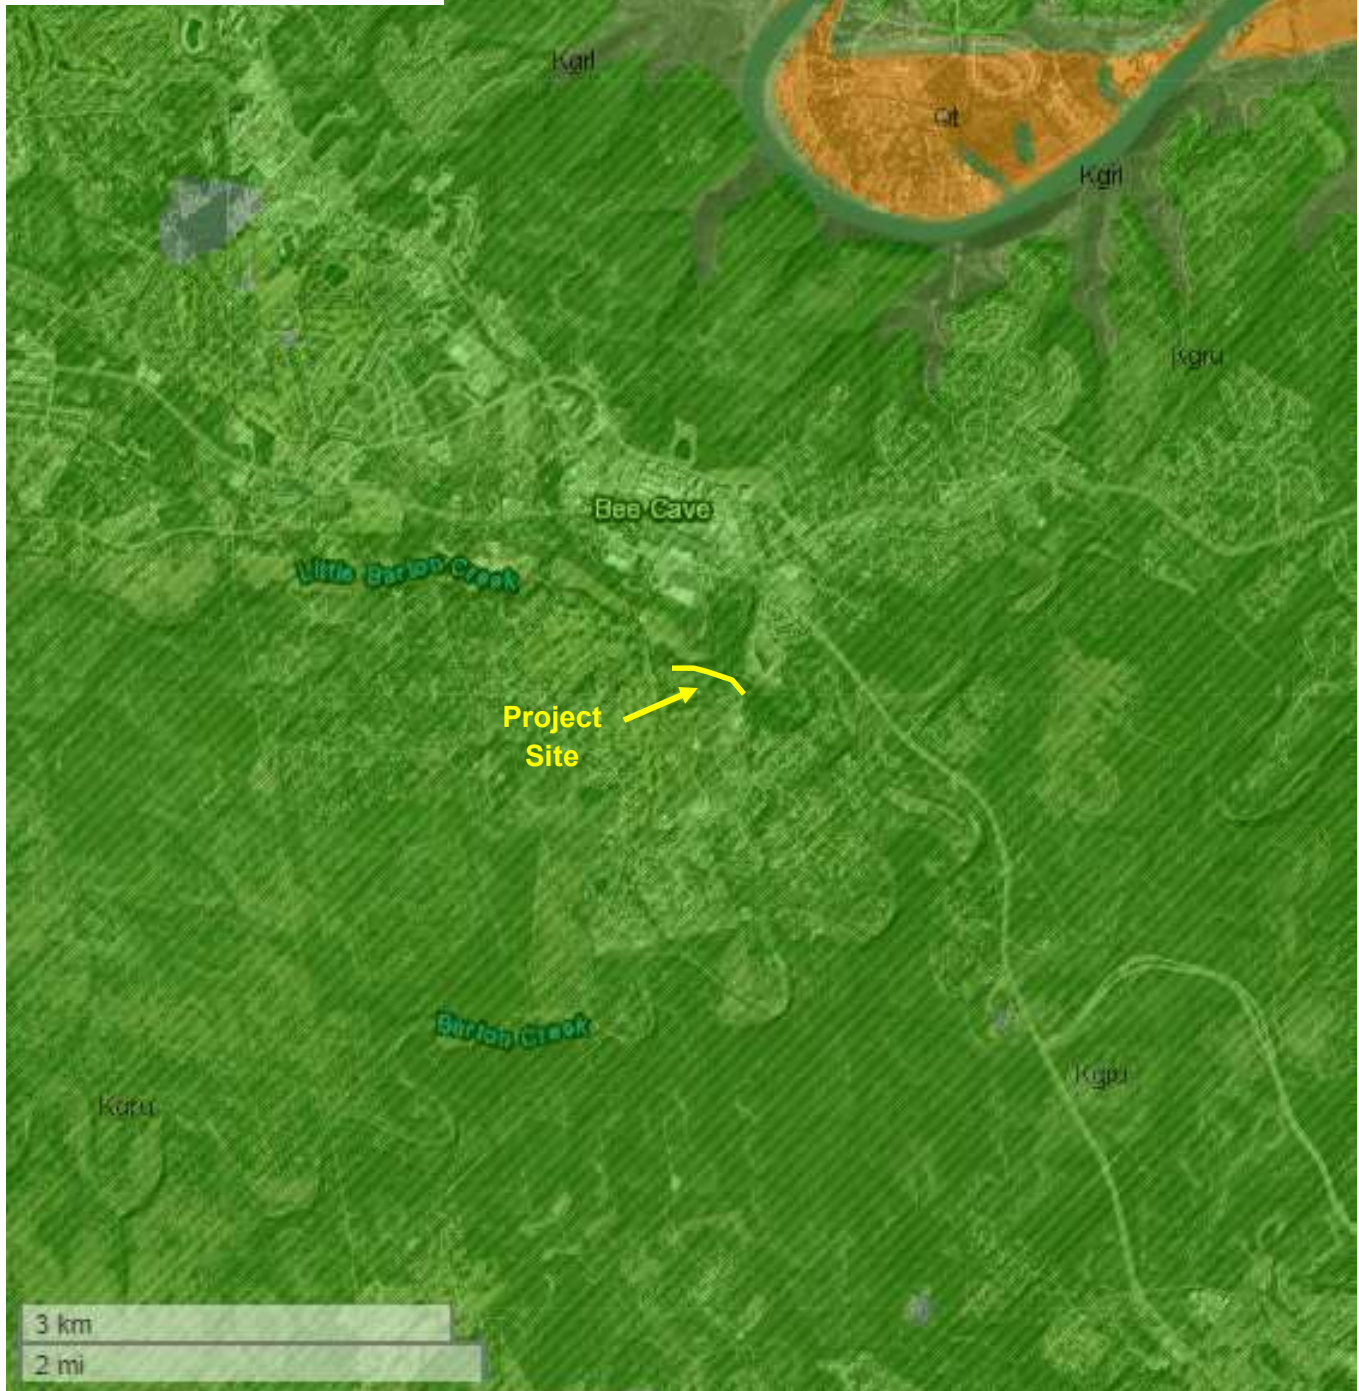 Kgrl
Qt
Kgrl
Kgru
Bee Cave
Little Barton Creek
Project
Site
Barton Creek
Kgru
Kgru
3 km
2 mi